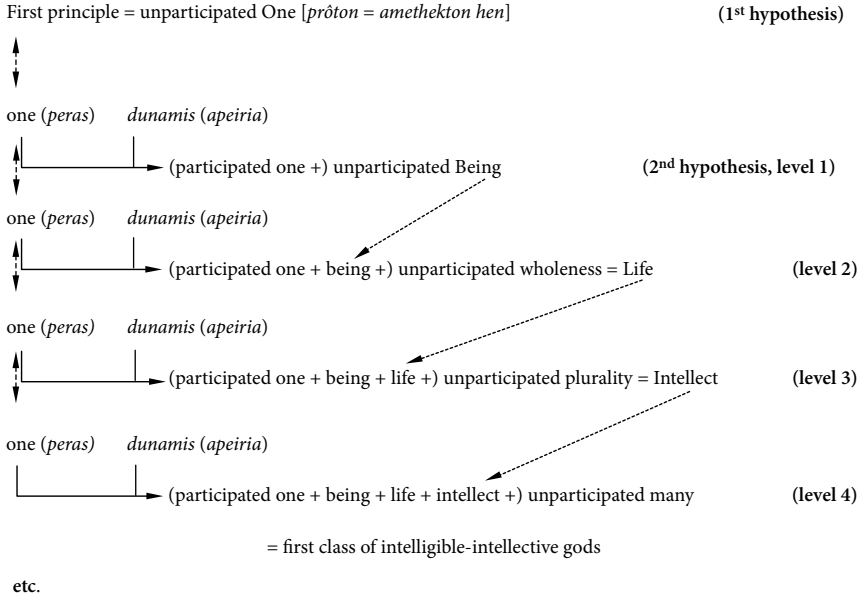 First principle = unparticipated One [prôton = amethekton hen] (1st hypothesis)
one (peras) dunamis (apeiria)
(participated one +) unparticipated Being (2nd hypothesis, level 1)
one (peras) dunamis (apeiria)
(participated one + being +) unparticipated wholeness = Life (level 2)
one (peras) dunamis (apeiria)
(participated one + being + life +) unparticipated plurality = Intellect (level 3)
one (peras) dunamis (apeiria)
(participated one + being + life + intellect +) unparticipated many (level 4)
= first class of intelligible-intellective gods
etc.